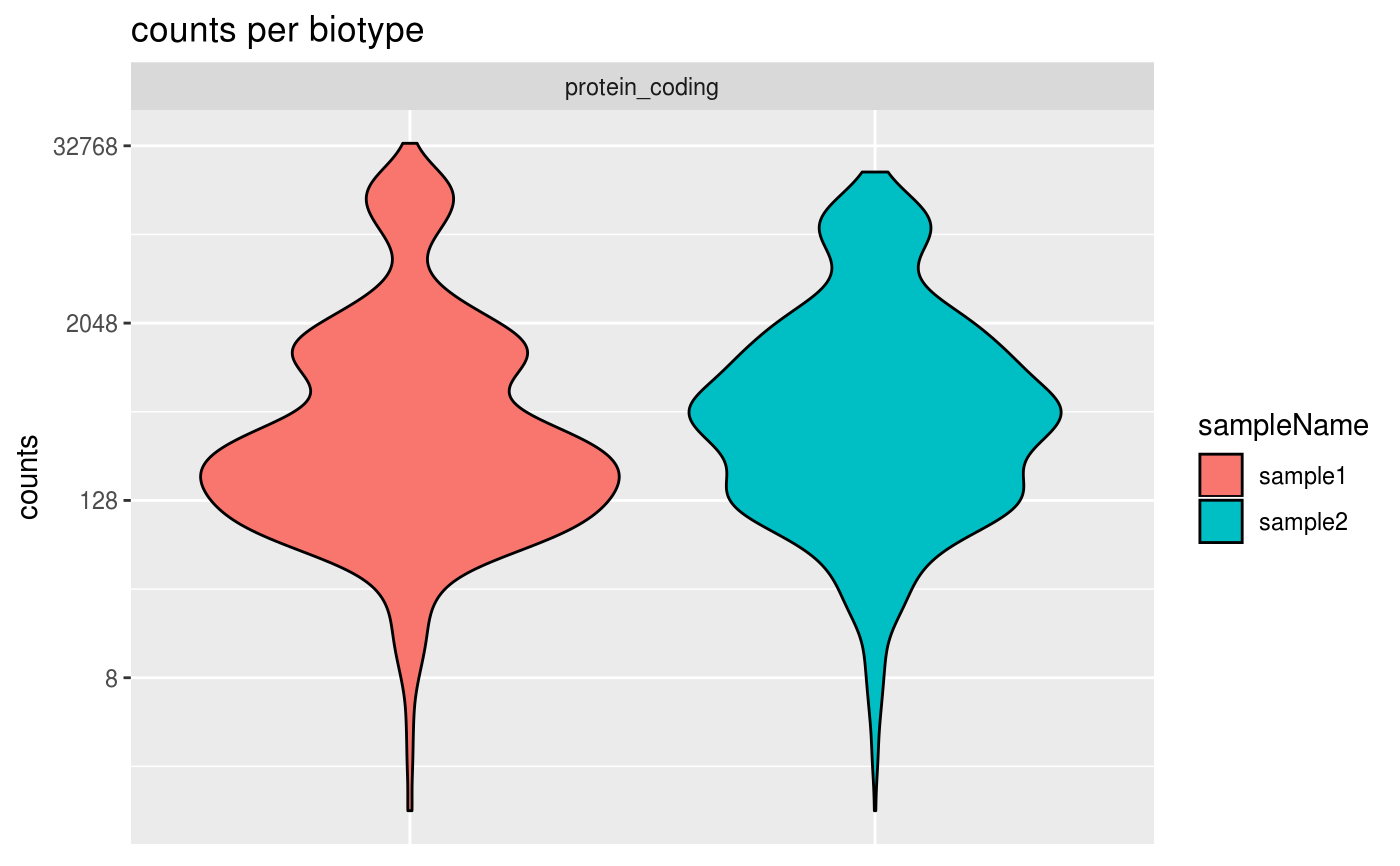 counts per biotype
protein_coding
32768
2048
128
8
counts
sampleName
sample1
sample2